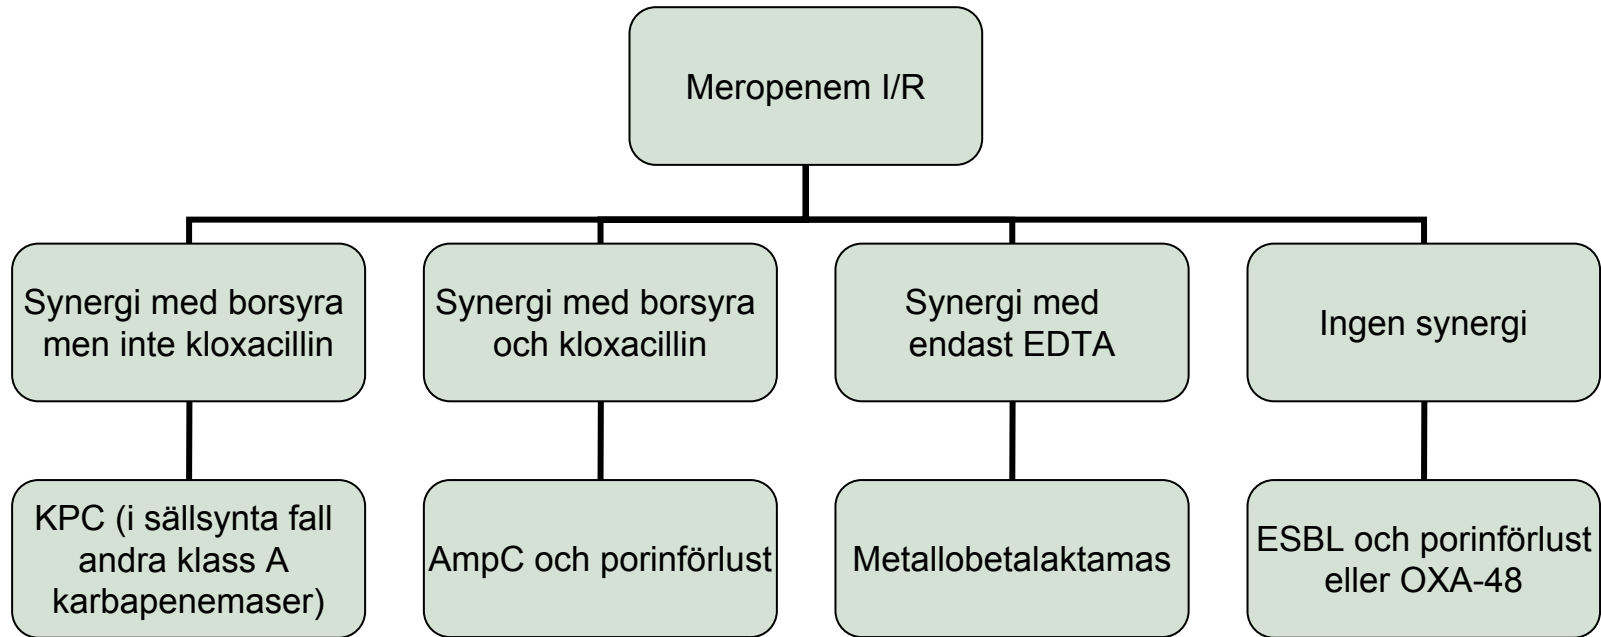 Meropenem I/R
Synergi med borsyra
men inte kloxacillin
Synergi med borsyra
och kloxacillin
Synergi med
endast EDTA
Ingen synergi
KPC (i sällsynta fall
andra klass A
karbapenemaser)
AmpC och porinförlust
Metallobetalaktamas
ESBL och porinförlust
eller OXA-48